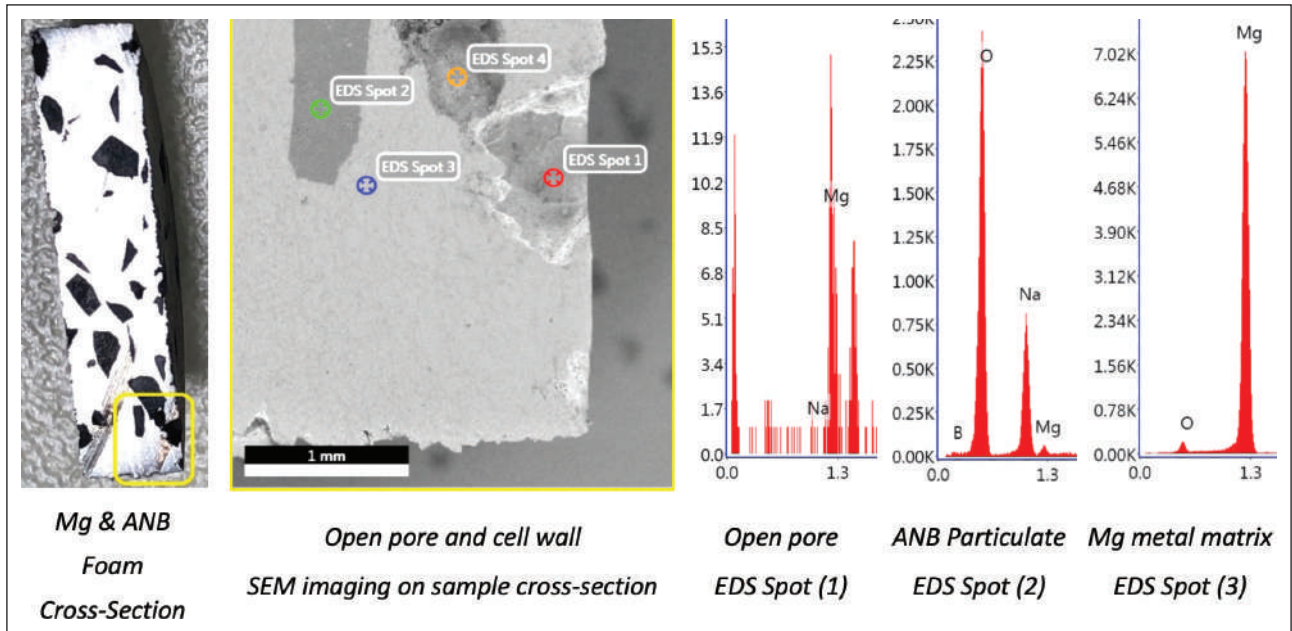 EDS Spot 4
EDS Spot 2
EDS Spot 1
EDS Spot 3
1 mm
15.3
13.6
11.9
10.2
8.5
6.8
5.1
3.4
1.7
0.0
Mg
Na
0.0
1.3
2.50K
2.25K
2.00K
1.75K
1.50K
1.25K
1.00K
0.75K
0.50K
0.25K
0.00K
O
Na
B
Mg
0.0
1.3
7.02K
6.24K
5.46K
4.68K
3.90K
3.12K
2.34K
1.56K
0.78K
0.00K
Mg
O
0.0
1.3
Mg & ANB
Foam
Cross-Section
Open pore and cell wall
SEM imaging on sample cross-section
Open pore
EDS Spot (1)
ANB Particulate
EDS Spot (2)
Mg metal matrix
EDS Spot (3)